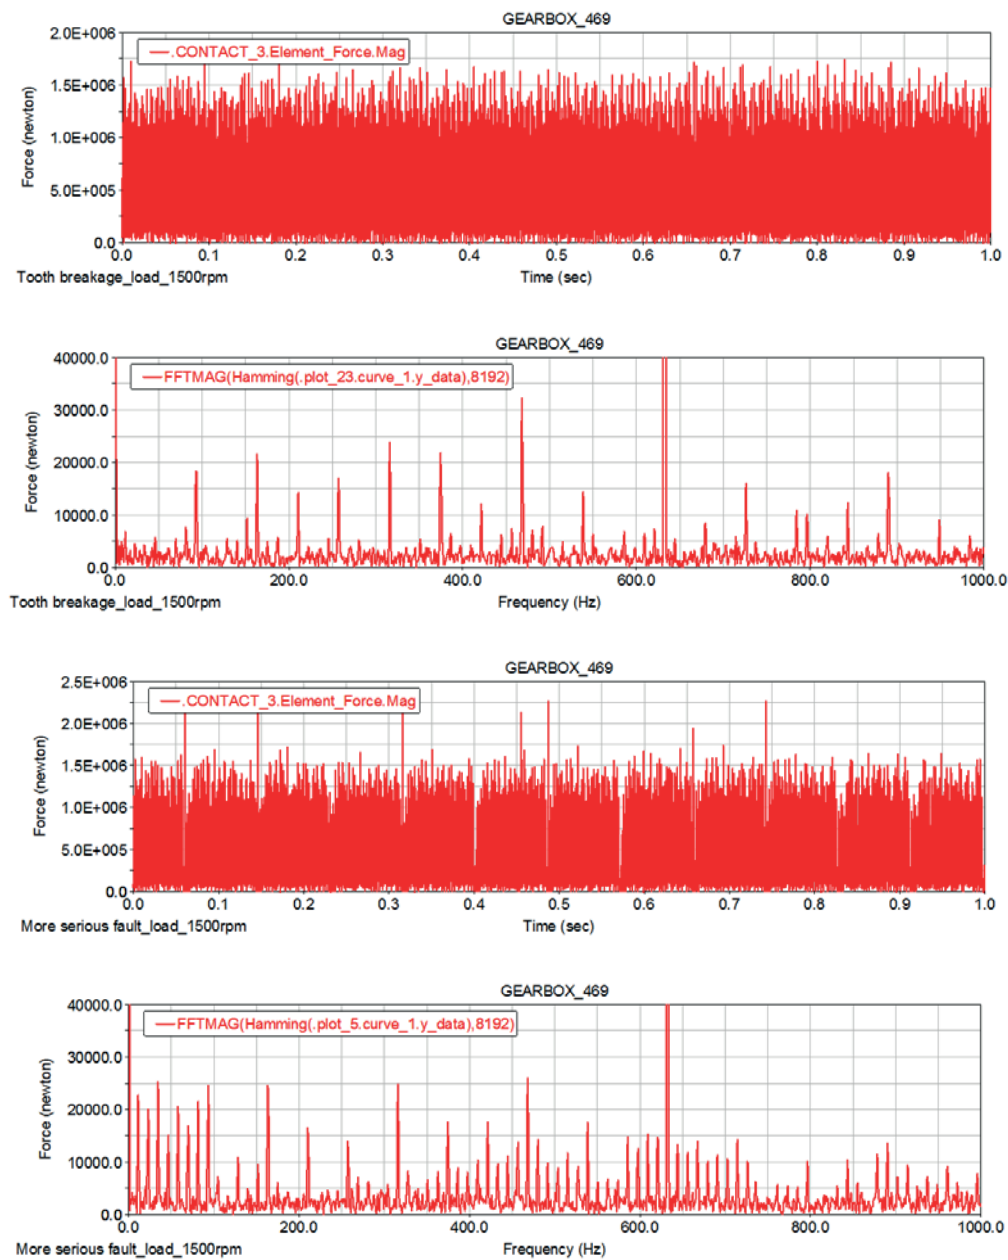 GEARBOX_469
2.0E+006
.CONTACT_3.Element_Force.Mag
1.5E+006
1.0E+006
5.0E+005
0.0
Force (newton)
0.0 0.1 0.2 0.3 0.4 0.5 0.6 0.7 0.8 0.9 1.0
Tooth breakage_load_1500rpm Time (sec)
GEARBOX_469
40000.0
FFTMAG(Hamming(.plot_23.curve_1.y_data),8192)
30000.0
20000.0
10000.0
0.0
Force (newton)
0.0 200.0 400.0 600.0 800.0 1000.0
Tooth breakage_load_1500rpm Frequency (Hz)
GEARBOX_469
2.5E+006
.CONTACT_3.Element_Force.Mag
2.0E+006
1.5E+006
1.0E+006
5.0E+005
0.0
Force (newton)
0.0 0.1 0.2 0.3 0.4 0.5 0.6 0.7 0.8 0.9 1.0
More serious fault_load_1500rpm Time (sec)
GEARBOX_469
40000.0
FFTMAG(Hamming(.plot_5.curve_1.y_data),8192)
30000.0
20000.0
10000.0
0.0
Force (newton)
0.0 200.0 400.0 600.0 800.0 1000.0
More serious fault_load_1500rpm Frequency (Hz)